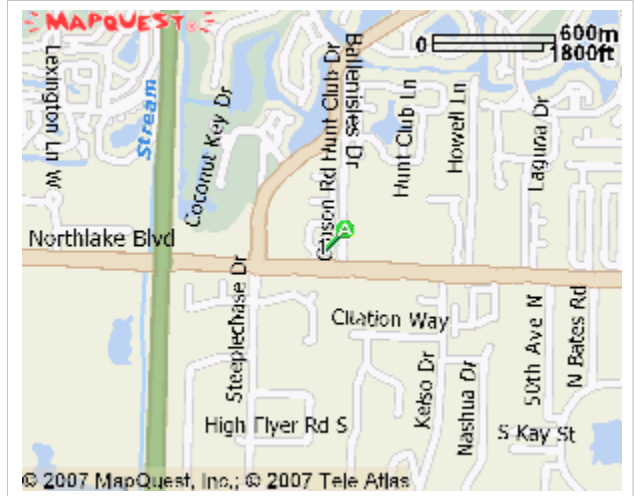 MAPQUEST
600m
0
1800ft
Lexington Ln W
Stream
Coconut Key Dr
Hunt Club Dr
Ballenisles Dr
Hunt Club Ln
Howell Ln
Laguna Dr
A
Northlake Blvd
Steeplechase Dr
Citation Way
Kelso Dr
Nashua Dr
50th Ave N
N Bates Rd
High Flyer Rd S
S Kay St
© 2007 MapQuest, Inc.; © 2007 Tele Atlas